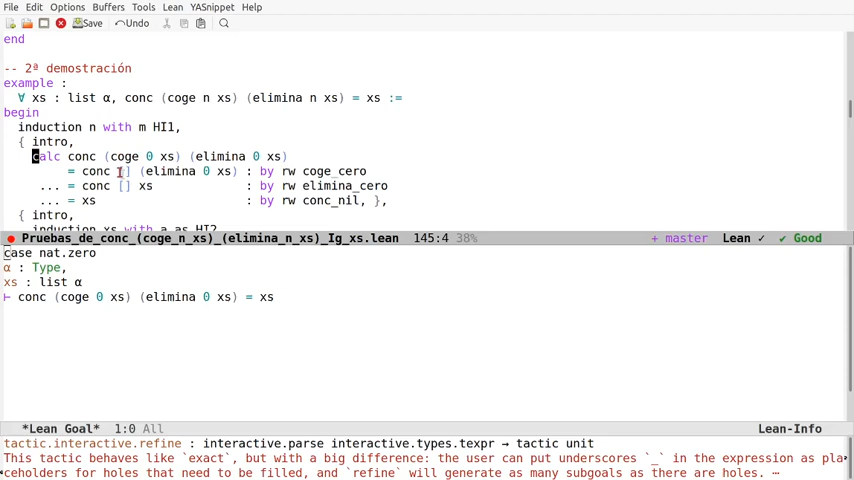 File Edit Options Buffers Tools Lean YASnippet Help
Save Undo
end
-- 2ª demostración
example :
∀ xs : list α, conc (coge n xs) (elimina n xs) = xs :=
begin
induction n with m HI1,
{ intro,
calc conc (coge 0 xs) (elimina 0 xs)
= conc [] (elimina 0 xs) : by rw coge_cero
... = conc [] xs : by rw elimina_cero
... = xs : by rw conc_nil, },
{ intro,
induction xs with a as HI2,
Pruebas_de_conc_(coge_n_xs)_(elimina_n_xs)_Ig_xs.lean 145:4 38% + master Lean ✓ ✔ Good
case nat.zero
α : Type,
xs : list α
⊢ conc (coge 0 xs) (elimina 0 xs) = xs
*Lean Goal* 1:0 All Lean-Info
tactic.interactive.refine : interactive.parse interactive.types.texpr → tactic unit
This tactic behaves like `exact`, but with a big difference: the user can put underscores `_` in the expression as pla
ceholders for holes that need to be filled, and `refine` will generate as many subgoals as there are holes. ⋯